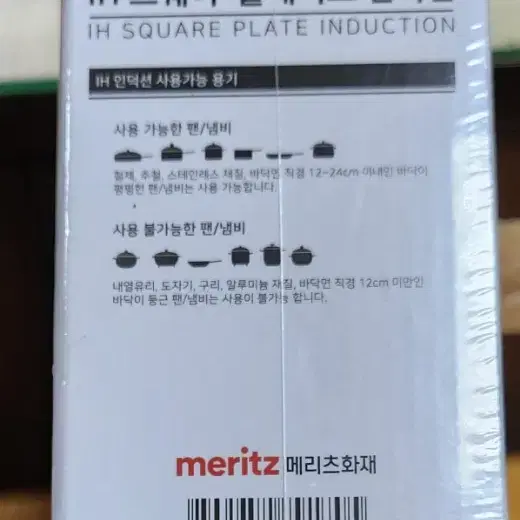 IH SQUARE PLATE INDUCTION
IH 인덕션 사용가능 용기
사용 가능한 팬/냄비
철제, 주철, 스테인레스 재질, 바닥면 직경 12~24cm 이내인 바닥이
평평한 팬/냄비는 사용 가능합니다.
사용 불가능한 팬/냄비
내열유리, 도자기, 구리, 알루미늄 재질, 바닥면 직경 12cm 미만인
바닥이 둥근 팬/냄비는 사용이 불가능 합니다.
meritz 메리츠화재